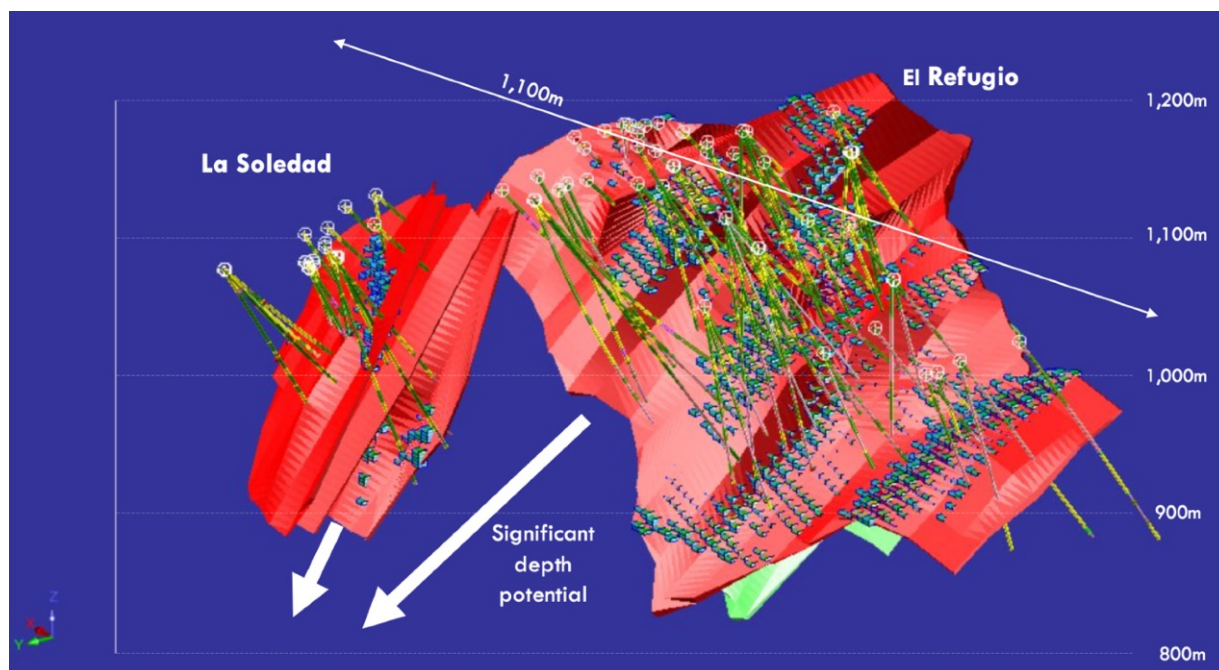 El Refugio
1,100m
1,200m
La Soledad
1,100m
1,000m
Significant
depth
potential
900m
800m
Z
X
Y